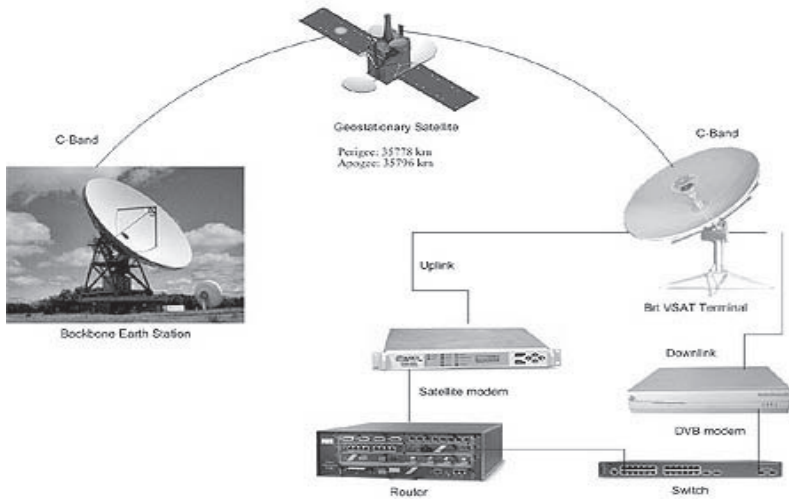 C-Band
Geostationary Satellite
Perigee: 35778 km
Apogee: 35796 km
C-Band
Backbone Earth Station
Uplink
VSAT Terminal
Satellite modem
Downlink
DVB modem
Router
Switch